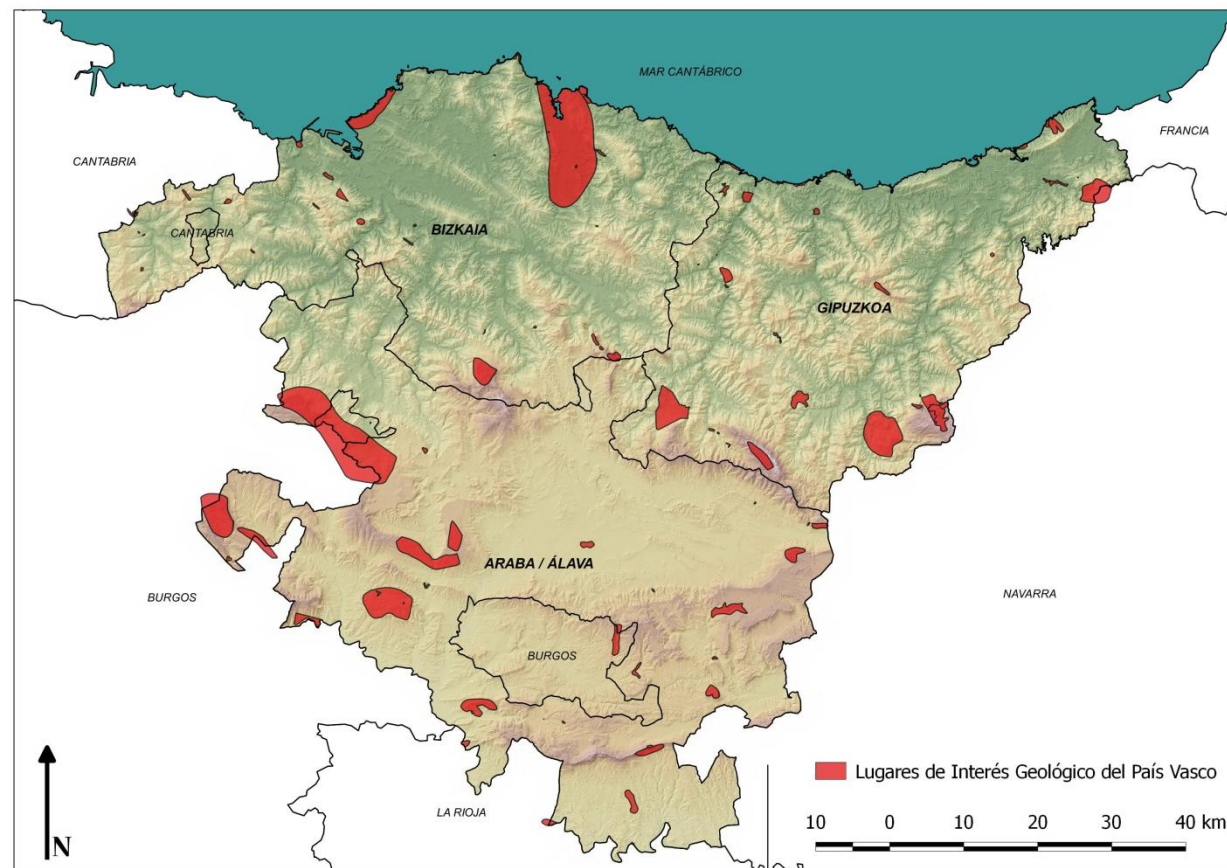 MAR CANTÁBRICO
FRANCIA
CANTABRIA
CANTABRIA
BIZKAIA
GIPUZKOA
ARABA / ÁLAVA
BURGOS
NAVARRA
BURGOS
LA RIOJA
Lugares de Interés Geológico del País Vasco
10 0 10 20 30 40 km
N